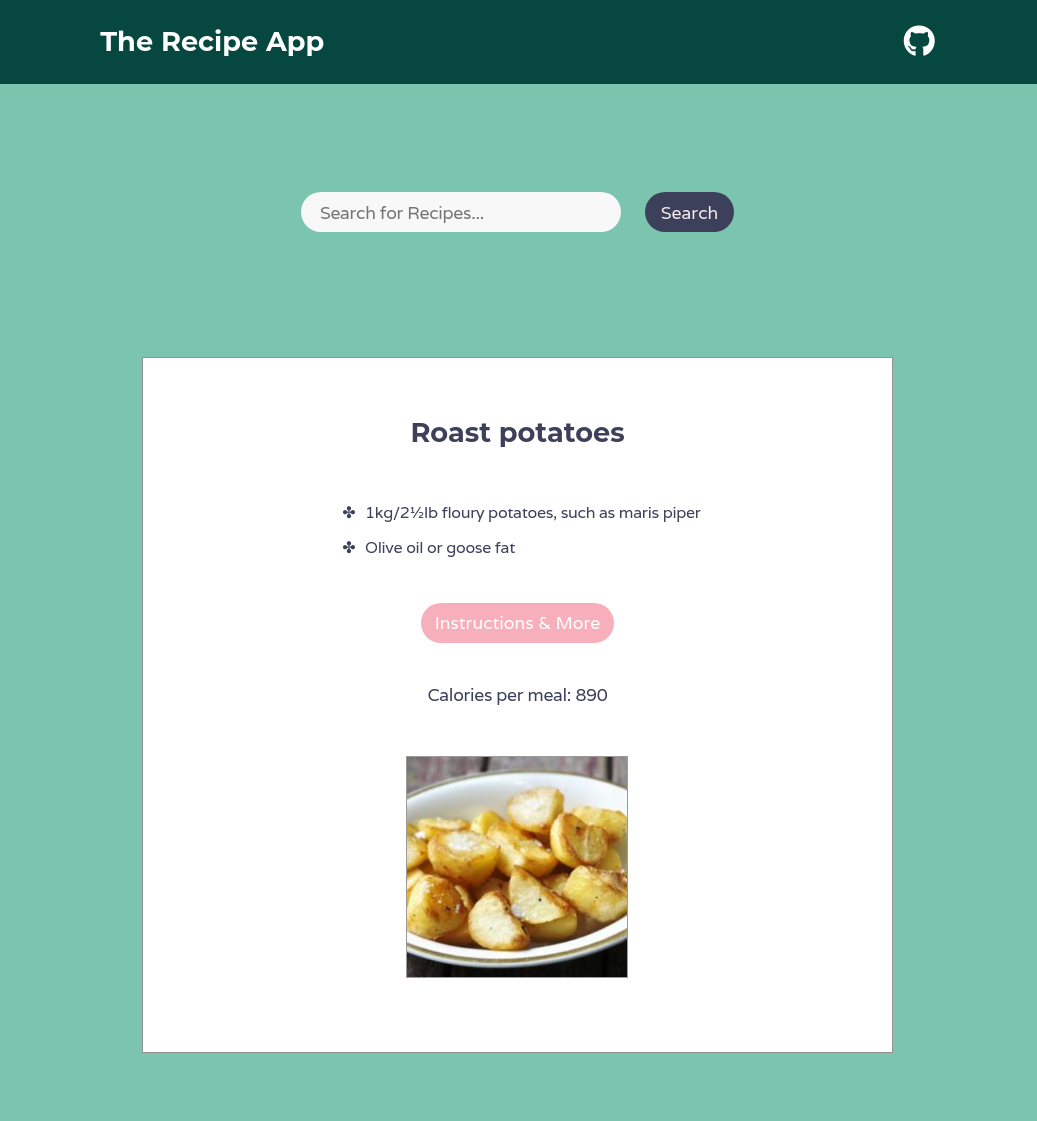 The Recipe App
Search for Recipes...
Search
Roast potatoes
✤ 1kg/2½lb floury potatoes, such as maris piper
✤ Olive oil or goose fat
Instructions & More
Calories per meal: 890